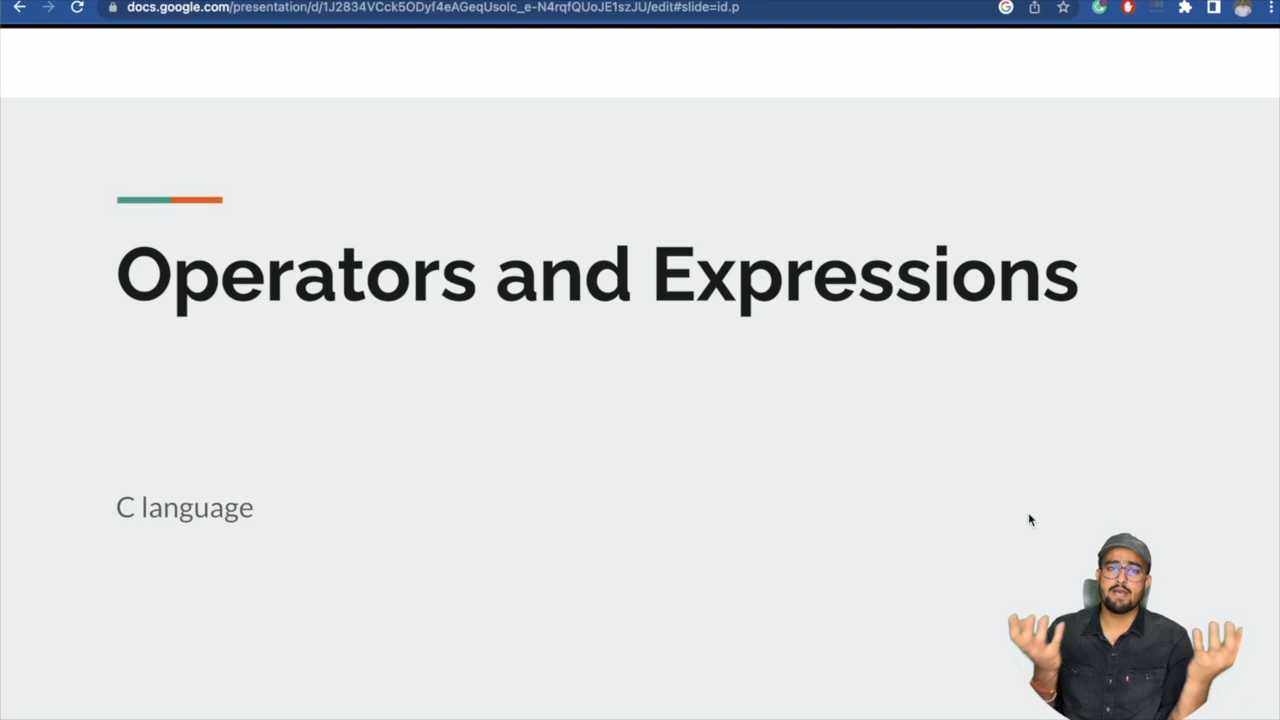 docs.google.com/presentation/d/1J2834VCck5ODyf4eAGeqUsolc_e-N4rqfQUoJE1szJU/edit#slide=id.p
Operators and Expressions
C language